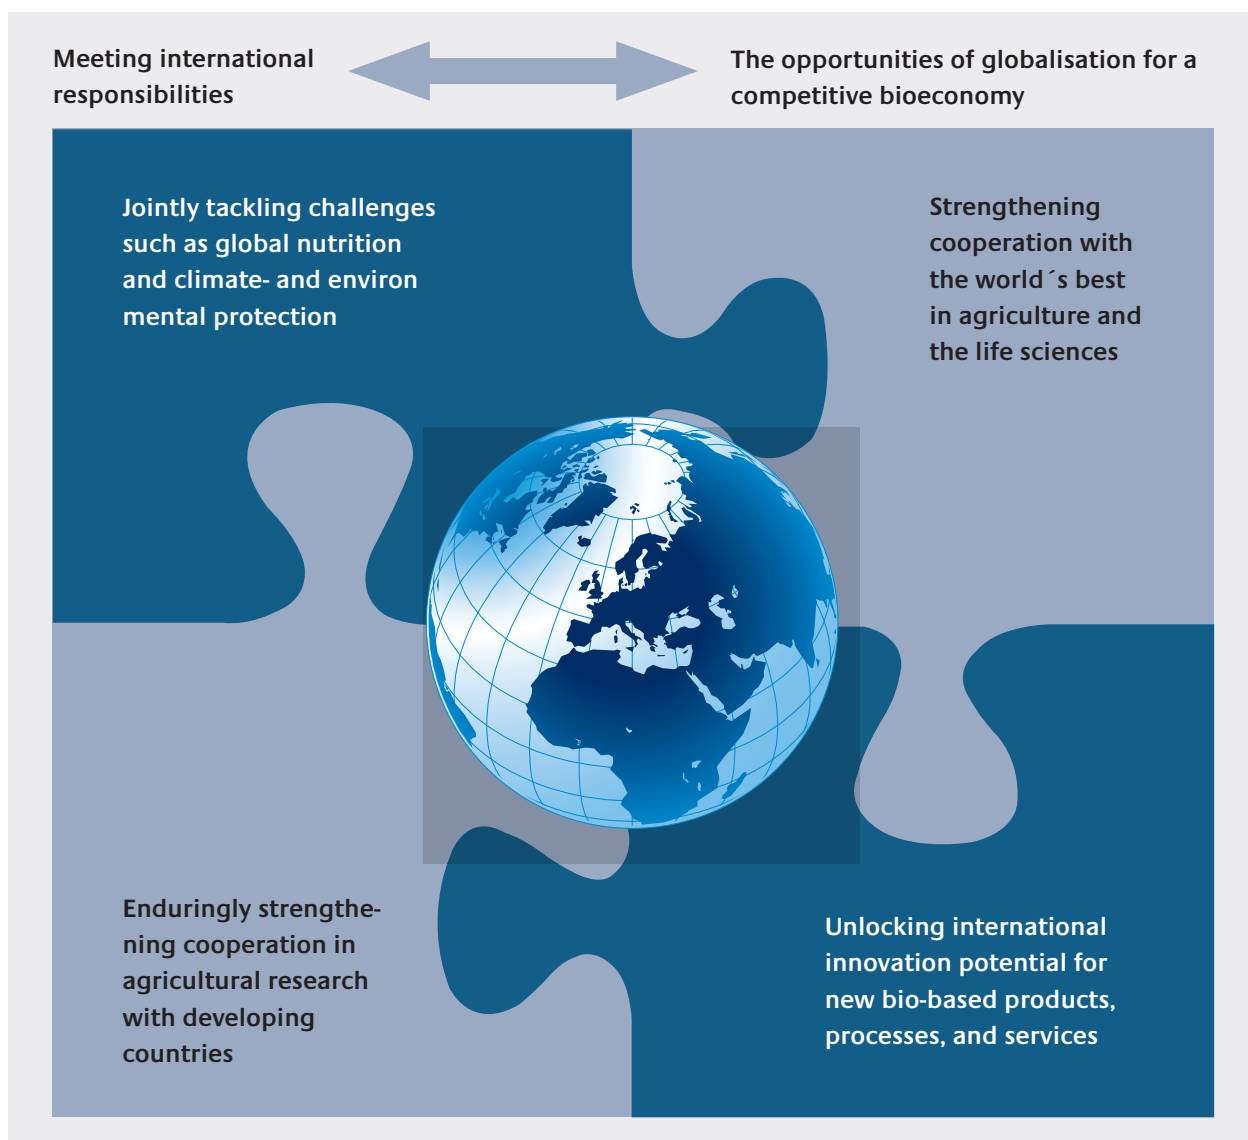 Meeting international
responsibilities
The opportunities of globalisation for a
competitive bioeconomy
Jointly tackling challenges
such as global nutrition
and climate- and environ
mental protection
Strengthening
cooperation with
the world´s best
in agriculture and
the life sciences
Enduringly strengthe-
ning cooperation in
agricultural research
with developing
countries
Unlocking international
innovation potential for
new bio-based products,
processes, and services